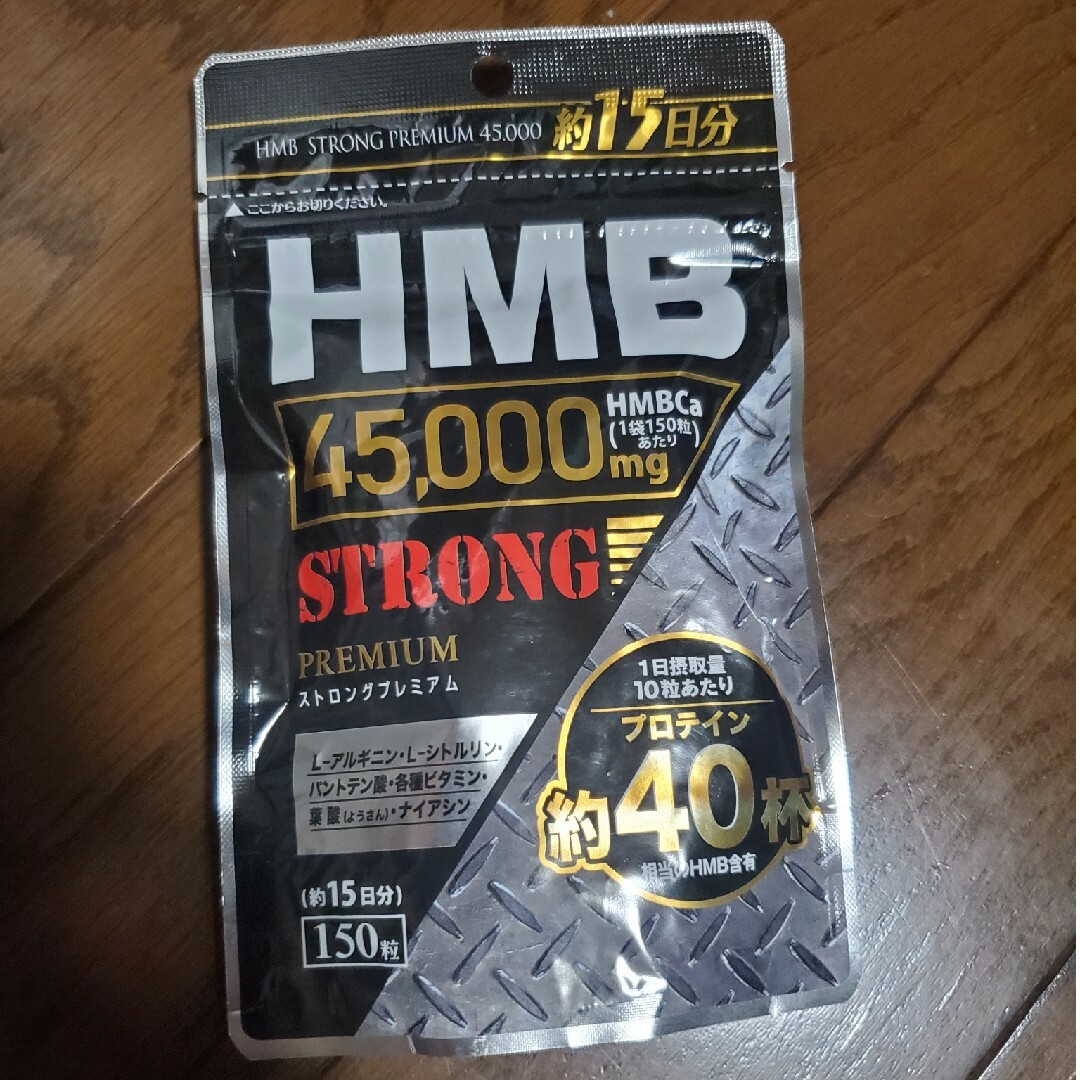 HMB STRONG PREMIUM 45.000 約15日分
▲ここからお切りください。
HMB
45,000mg
HMBCa
(1袋150粒
あたり)
STRONG
PREMIUM
ストロングプレミアム
L-アルギニン・L-シトルリン・
パントテン酸・各種ビタミン・
葉酸(ようさん)・ナイアシン
(約15日分)
150粒
1日摂取量
10粒あたり
プロテイン
約40杯
相当のHMB含有